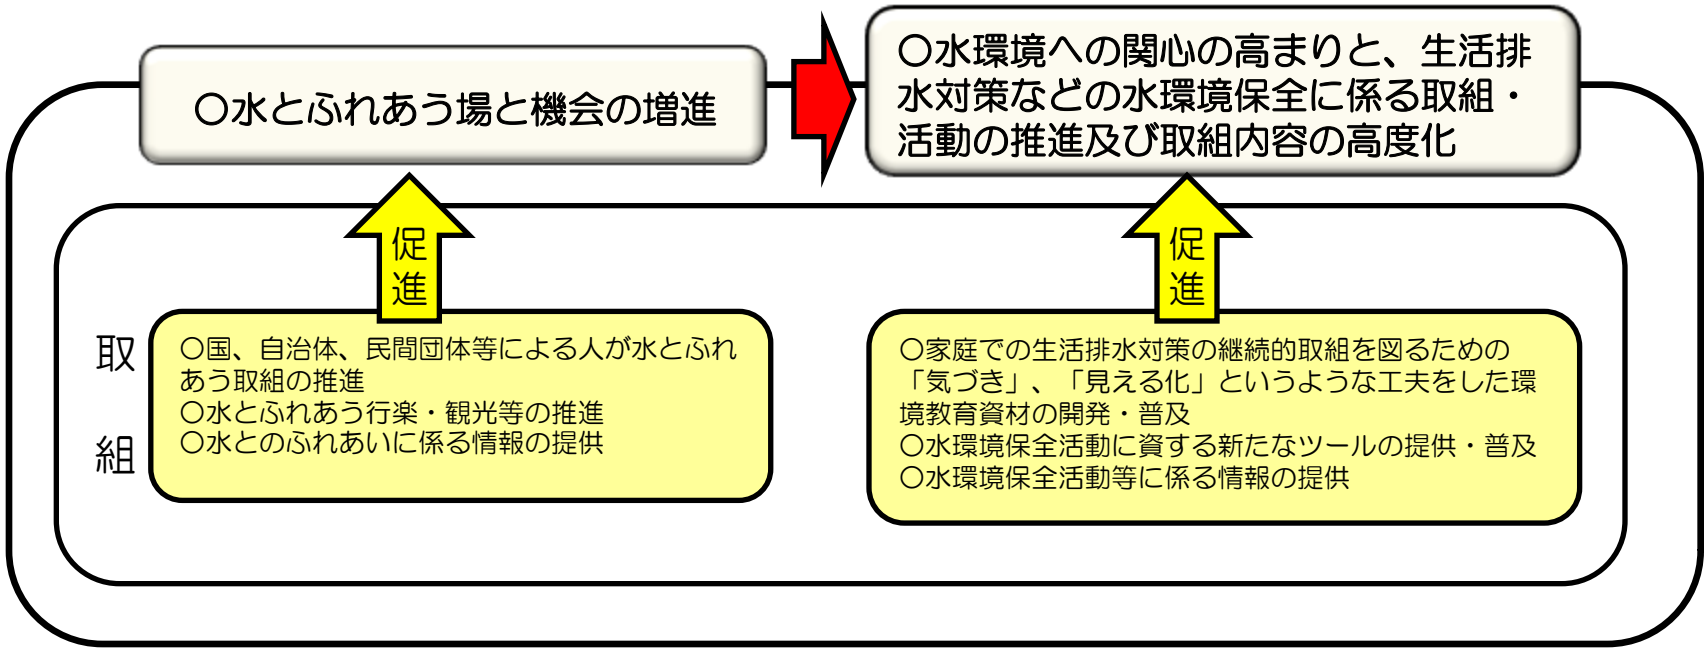 〇水とふれあう場と機会の増進
〇水環境への関心の高まりと、生活排
水対策などの水環境保全に係る取組・
活動の推進及び取組内容の高度化
促
進
促
進
取
組
〇国、自治体、民間団体等による人が水とふれ
あう取組の推進
〇水とふれあう行楽・観光等の推進
〇水とのふれあいに係る情報の提供
〇家庭での生活排水対策の継続的取組を図るための
「気づき」、「見える化」というような工夫をした環
境教育資材の開発・普及
〇水環境保全活動に資する新たなツールの提供・普及
〇水環境保全活動等に係る情報の提供